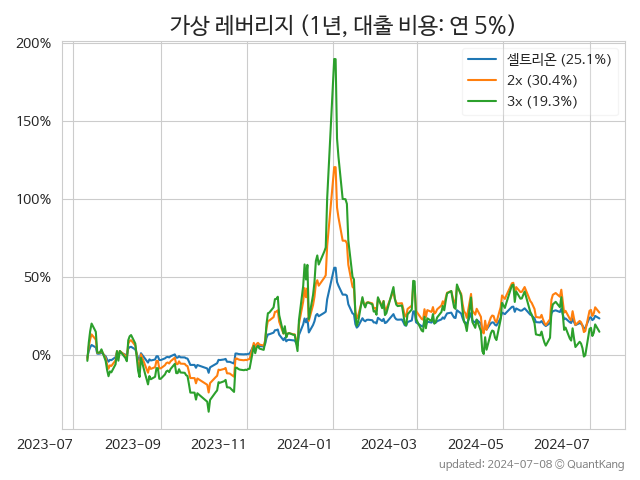 가상 레버리지 (1년, 대출 비용: 연 5%)
200%
150%
100%
50%
0%
셀트리온 (25.1%)
2x (30.4%)
3x (19.3%)
2023-07
2023-09
2023-11
2024-01
2024-03
2024-05
2024-07
updated: 2024-07-08 © QuantKang